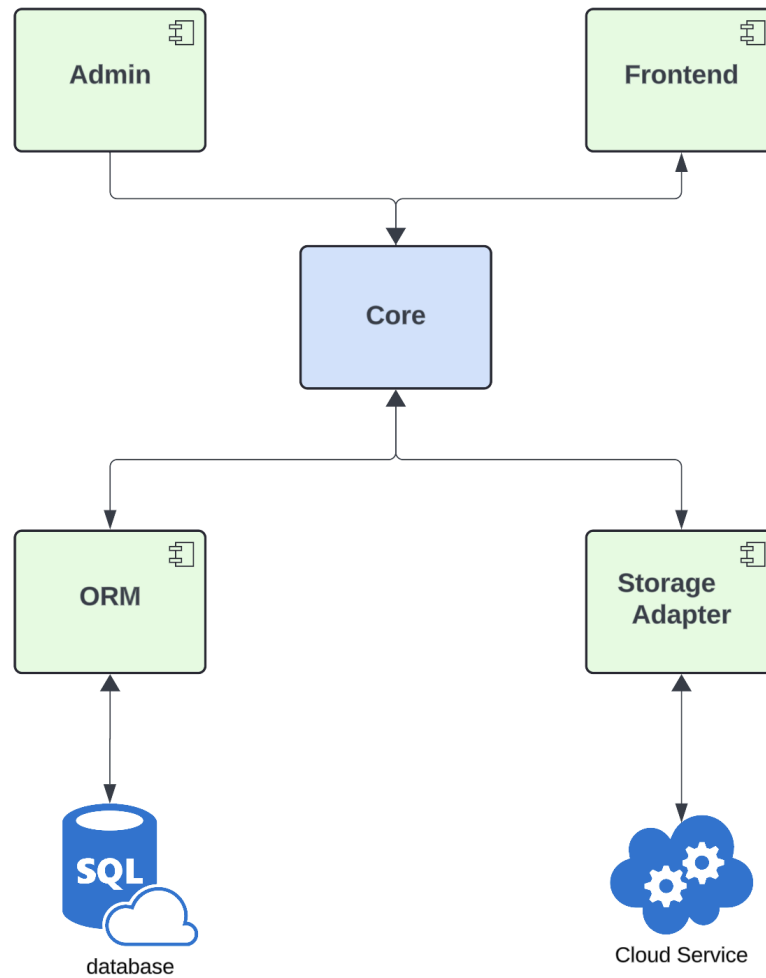 Admin
Frontend
Core
ORM
Storage
Adapter
SQL
database
Cloud Service